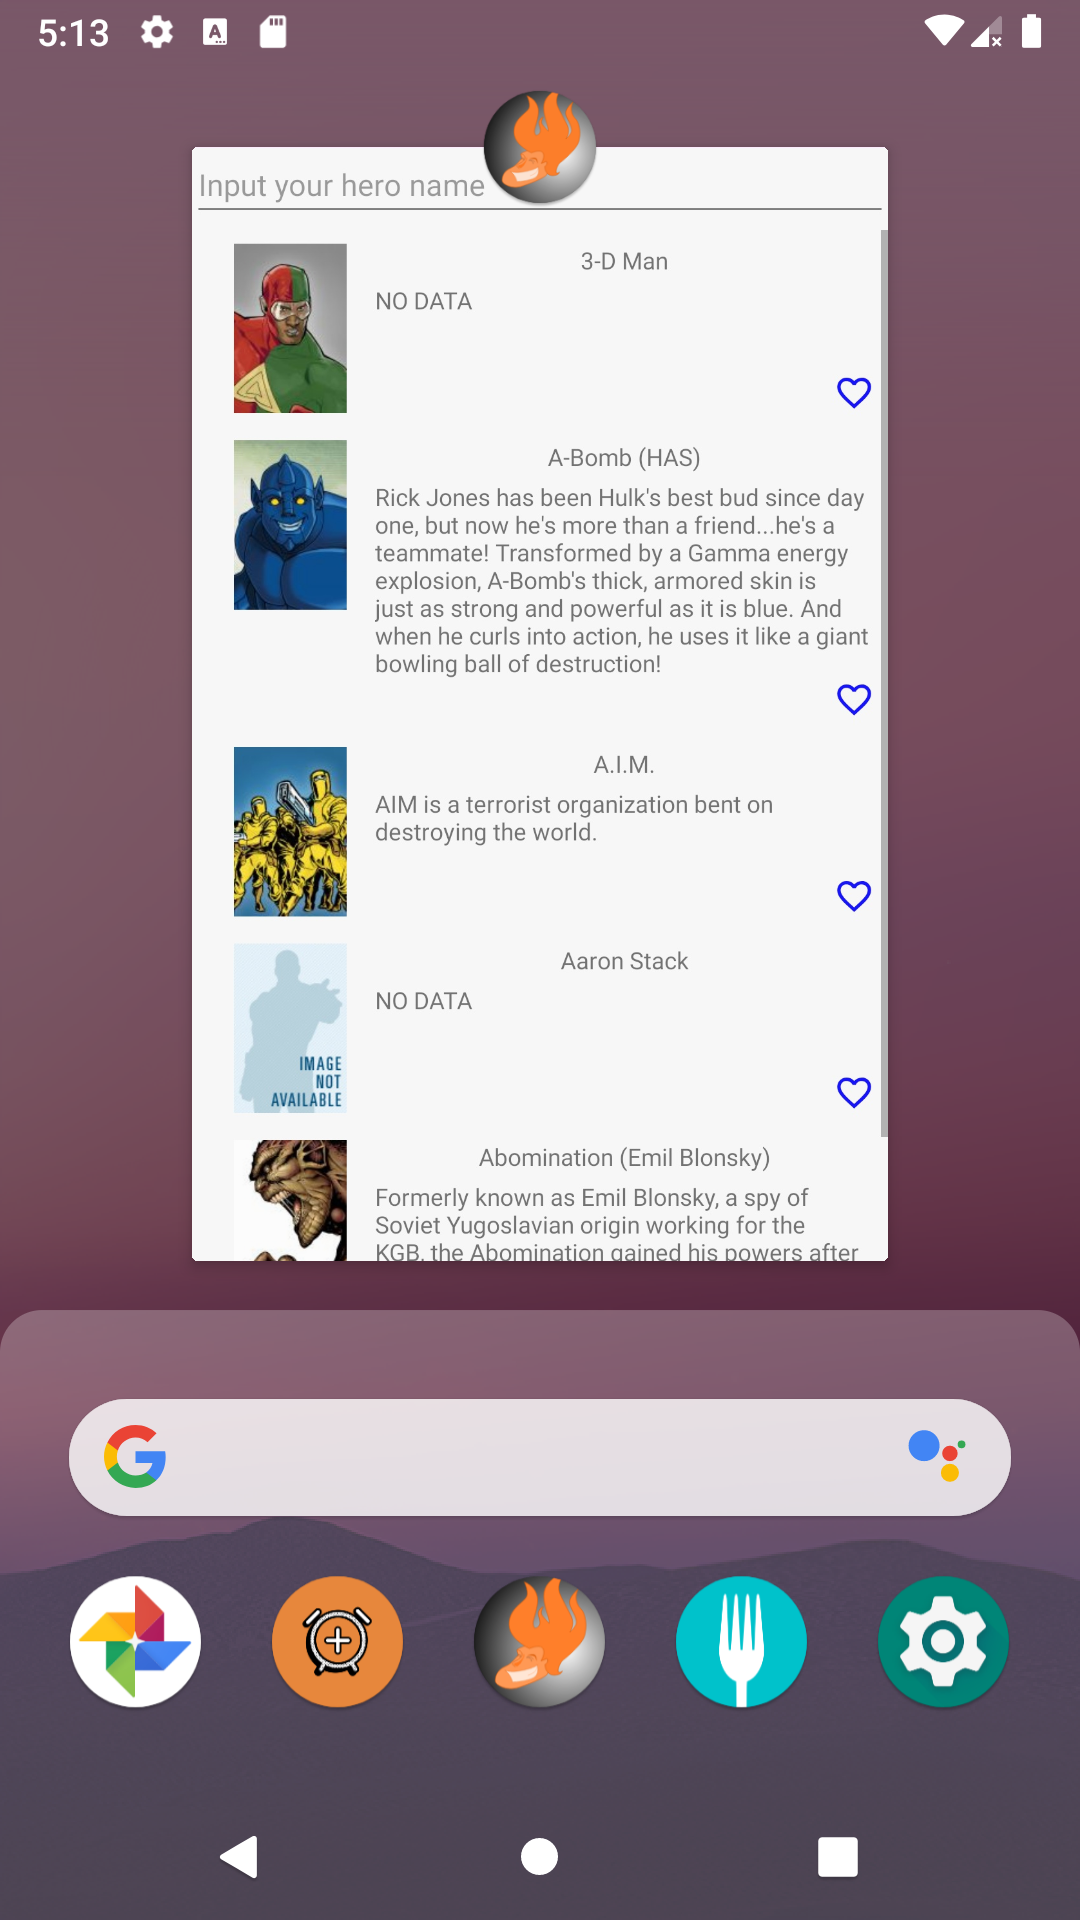 5:13
Input your hero name
3-D Man
NO DATA
A-Bomb (HAS)
Rick Jones has been Hulk's best bud since day
one, but now he's more than a friend...he's a
teammate! Transformed by a Gamma energy
explosion, A-Bomb's thick, armored skin is
just as strong and powerful as it is blue. And
when he curls into action, he uses it like a giant
bowling ball of destruction!
A.I.M.
AIM is a terrorist organization bent on
destroying the world.
IMAGE
NOT
AVAILABLE
Aaron Stack
NO DATA
Abomination (Emil Blonsky)
Formerly known as Emil Blonsky, a spy of
Soviet Yugoslavian origin working for the
KGB, the Abomination gained his powers after